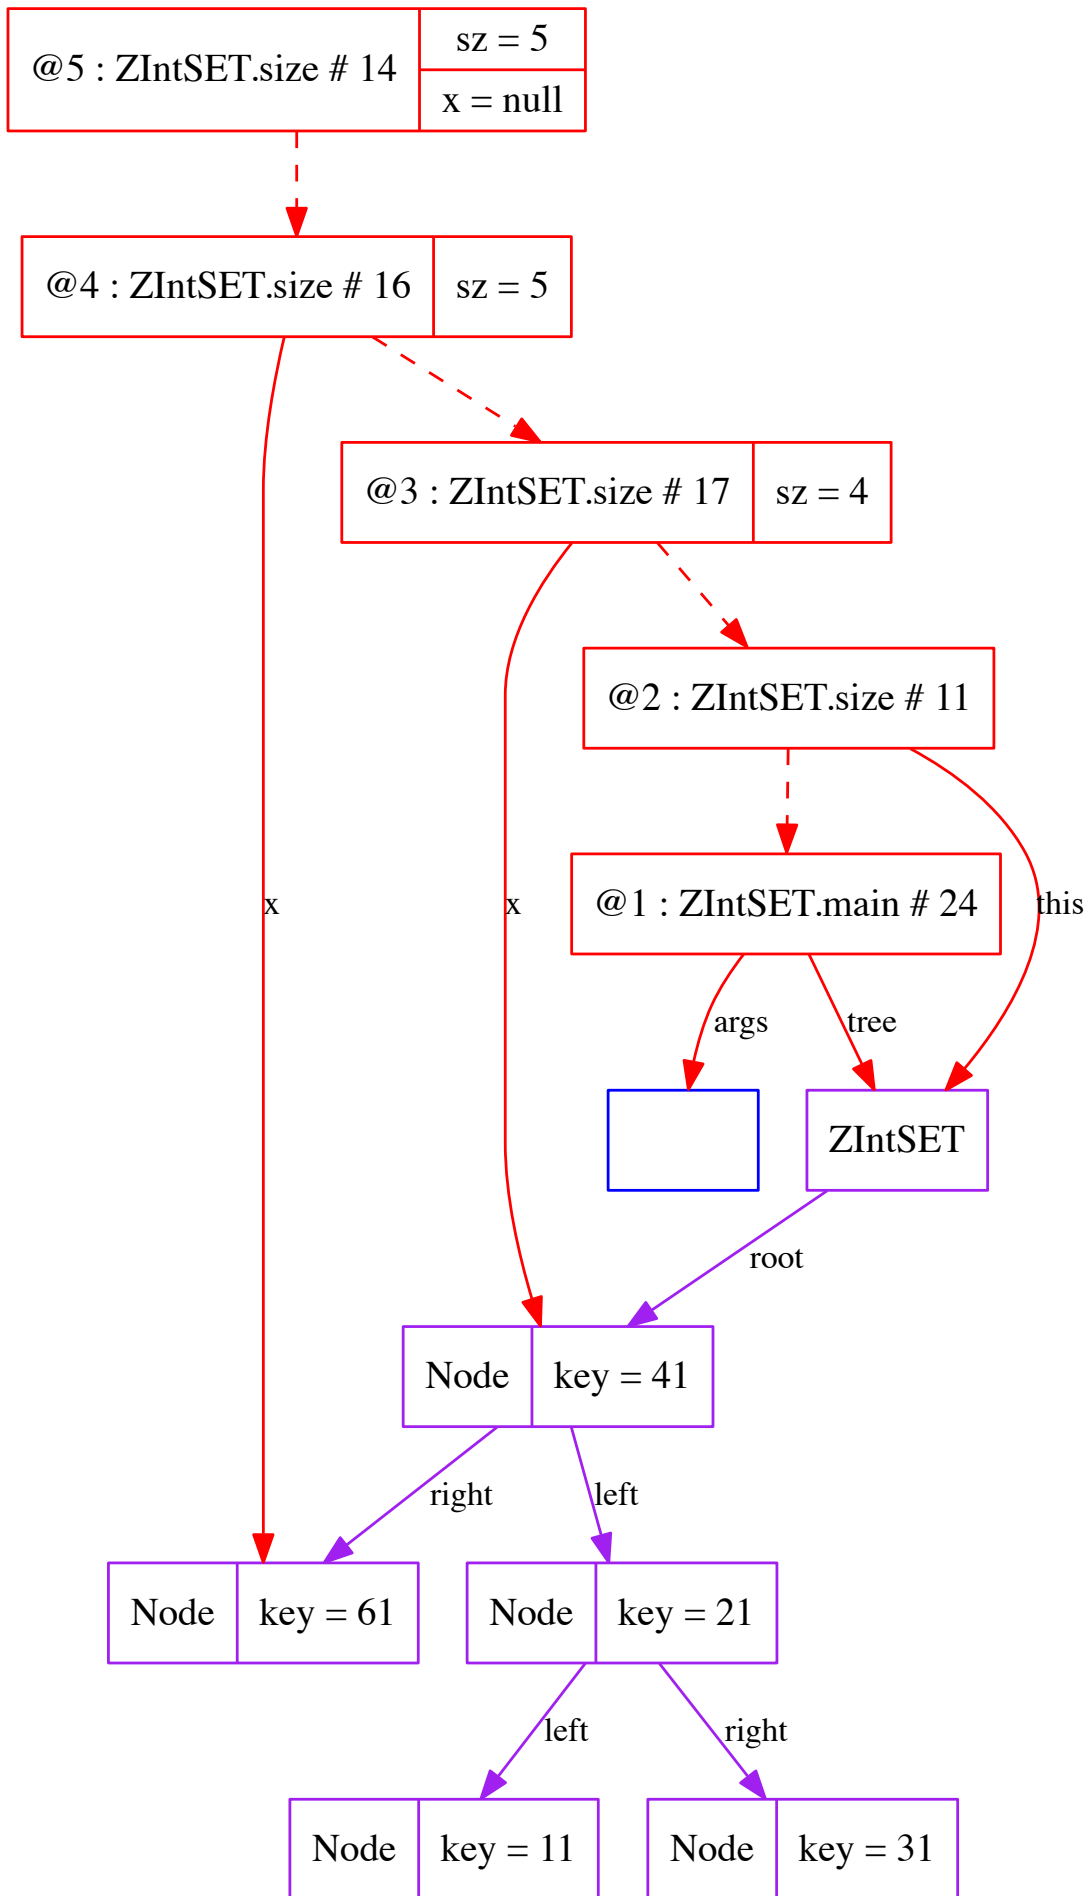 @5 : ZIntSET.size # 14
sz = 5
x = null
@4 : ZIntSET.size # 16
sz = 5
@3 : ZIntSET.size # 17
sz = 4
@2 : ZIntSET.size # 11
x
x
@1 : ZIntSET.main # 24
this
args
tree
ZIntSET
root
Node
key = 41
right
left
Node
key = 61
Node
key = 21
left
right
Node
key = 11
Node
key = 31